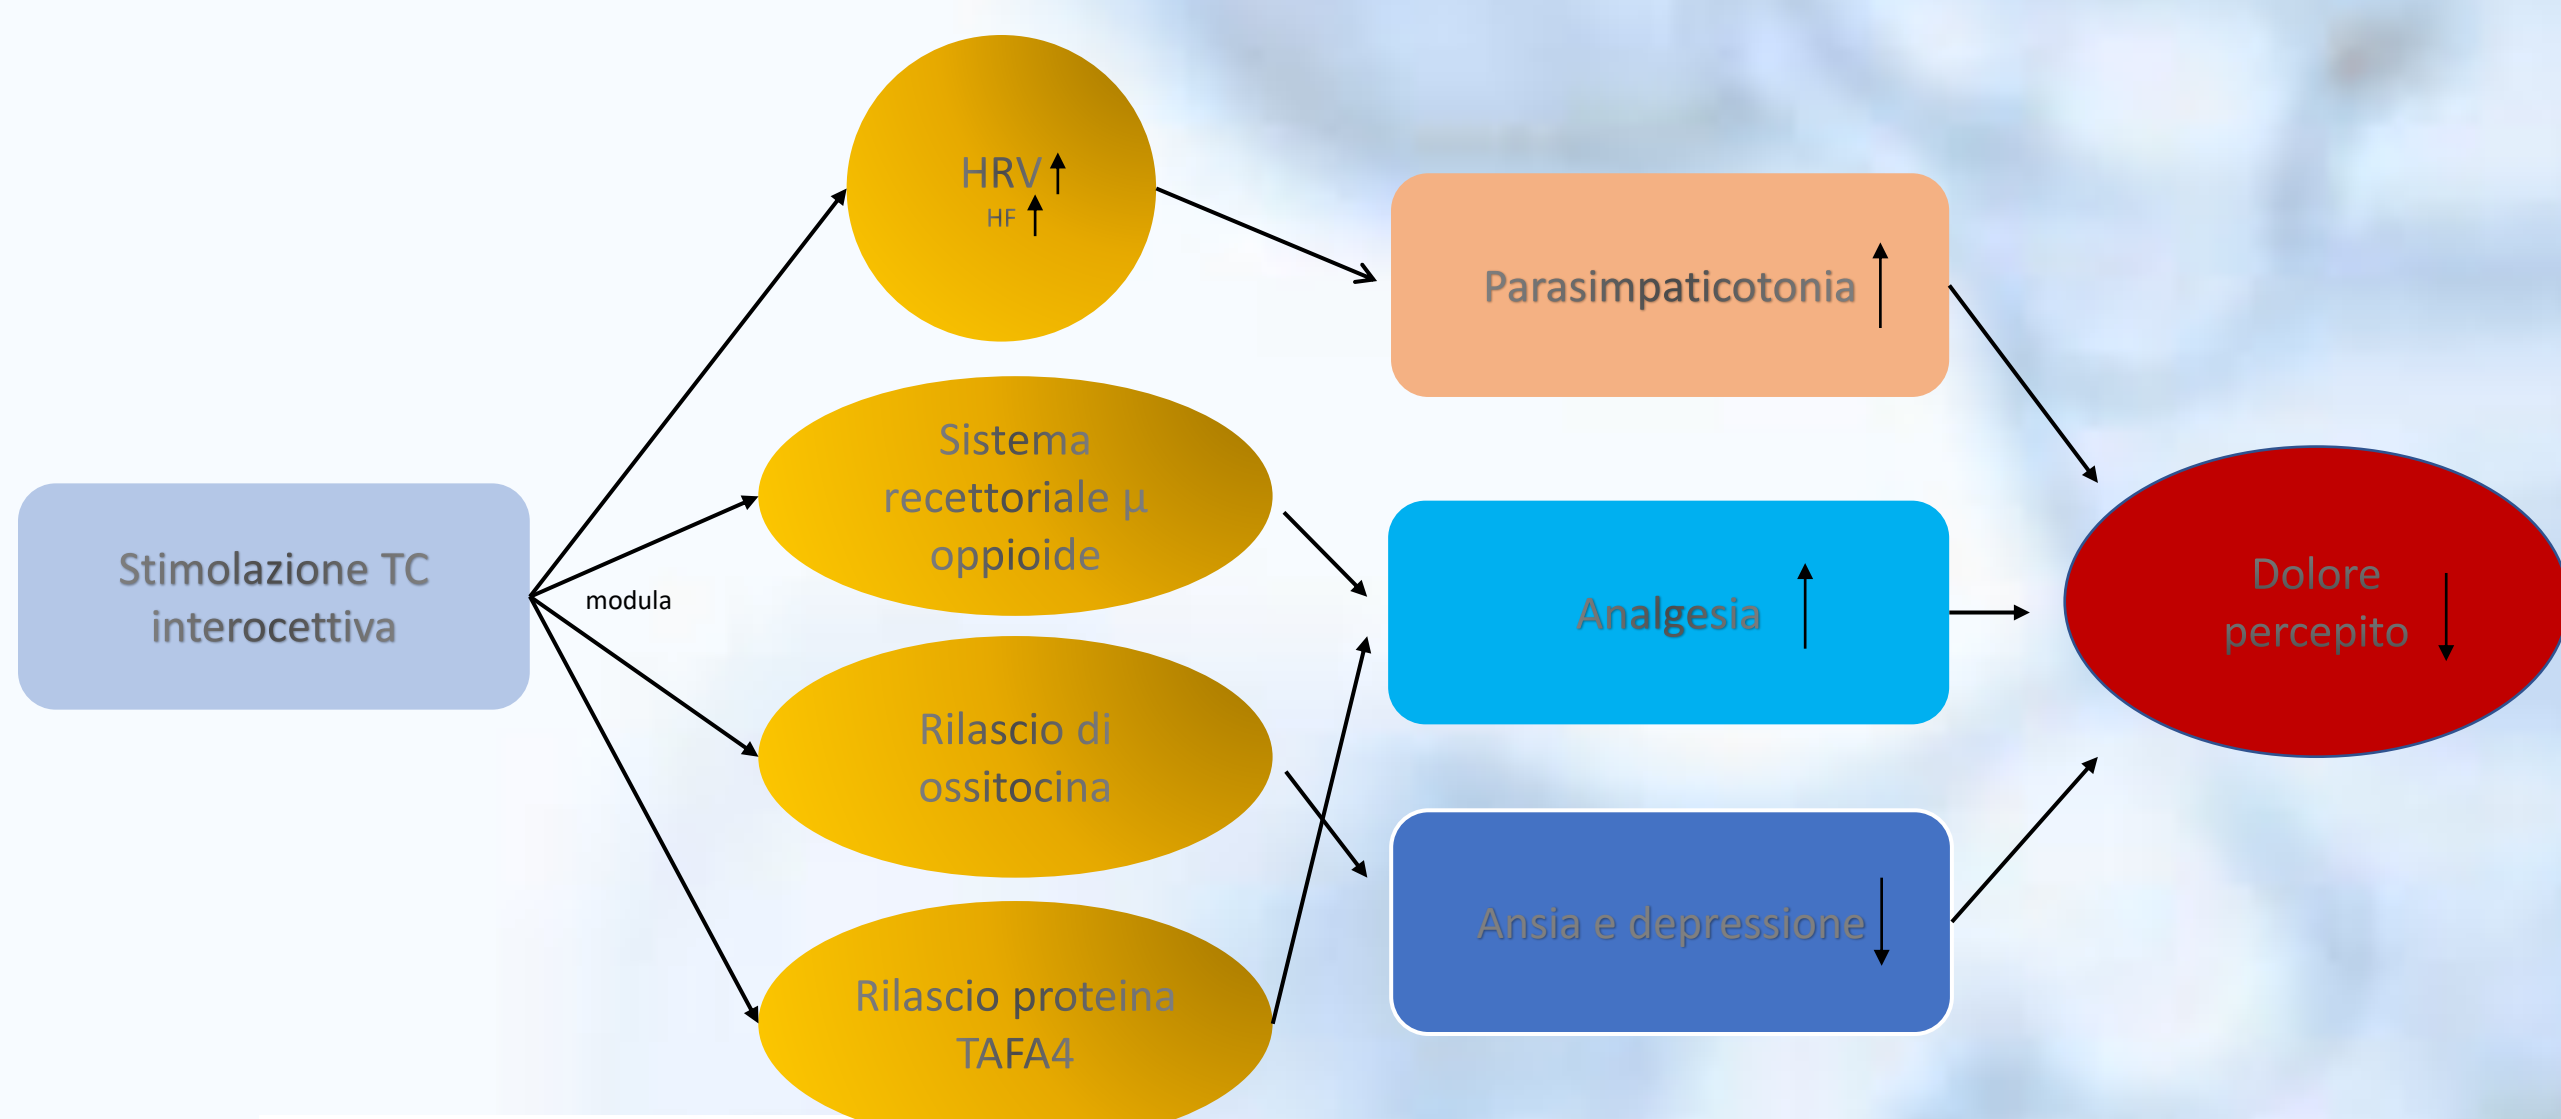 Stimolazione TC
interocettiva
modula
HRV
HF
Sistema
recettoriale μ
oppioide
Rilascio di
ossitocina
Rilascio proteina
TAFA4
Parasimpaticotonia
Analgesia
Ansia e depressione
Dolore
percepito